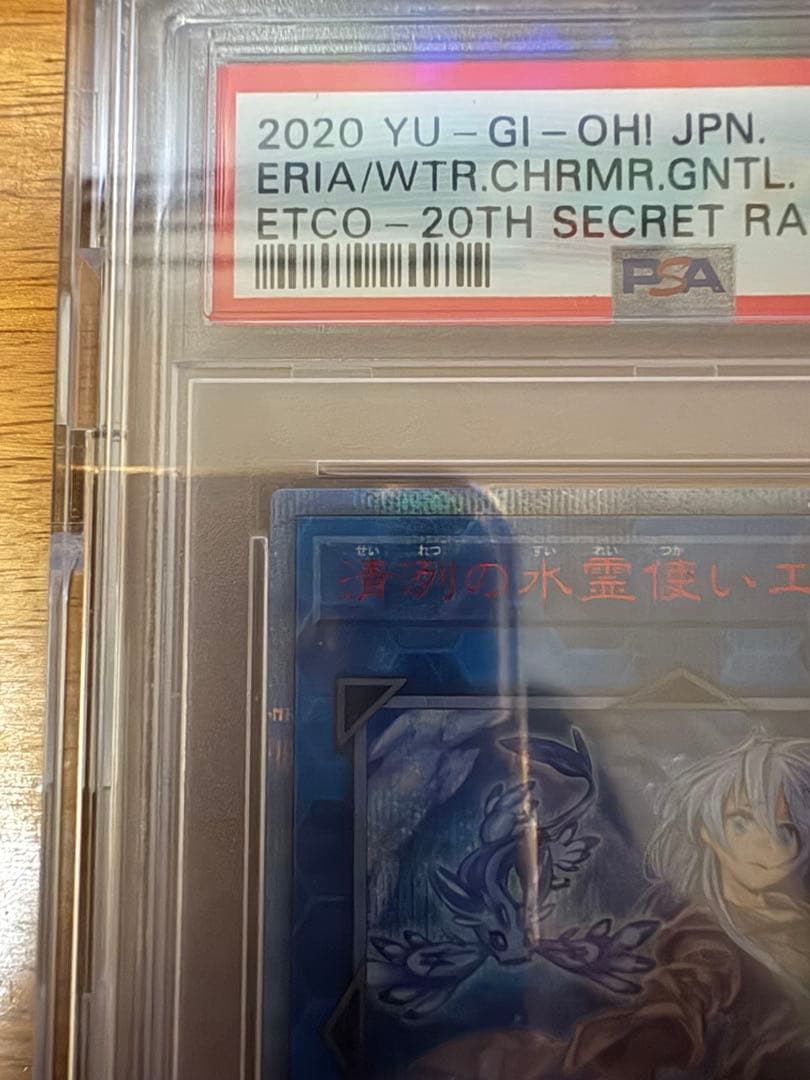 2020 YU-GI-OH! JPN.
ERIA/WTR.CHRMR.GNTL.
ETCO-20TH SECRET RA
PSA
せい れつ すい れい つか
清冽の水霊使いエ